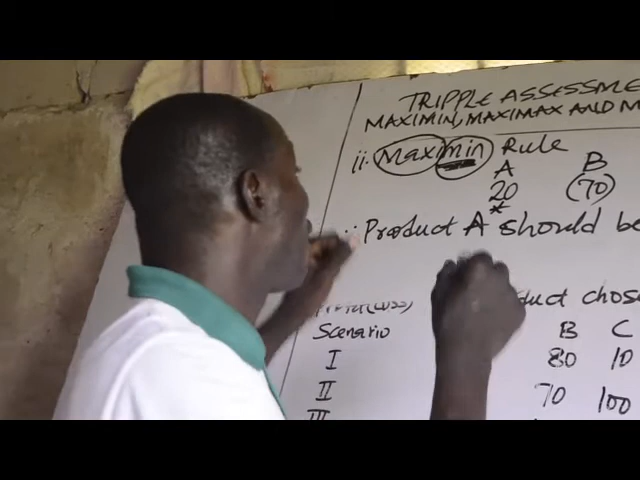 TRIPPLE ASSESSME
MAXIMIN, MAXIMAX AND M
ii. Maximin Rule
A B
20 (70)
*
∴ Product A should be
duct chose
Scenario B C
I 80 10
II 70 100
III